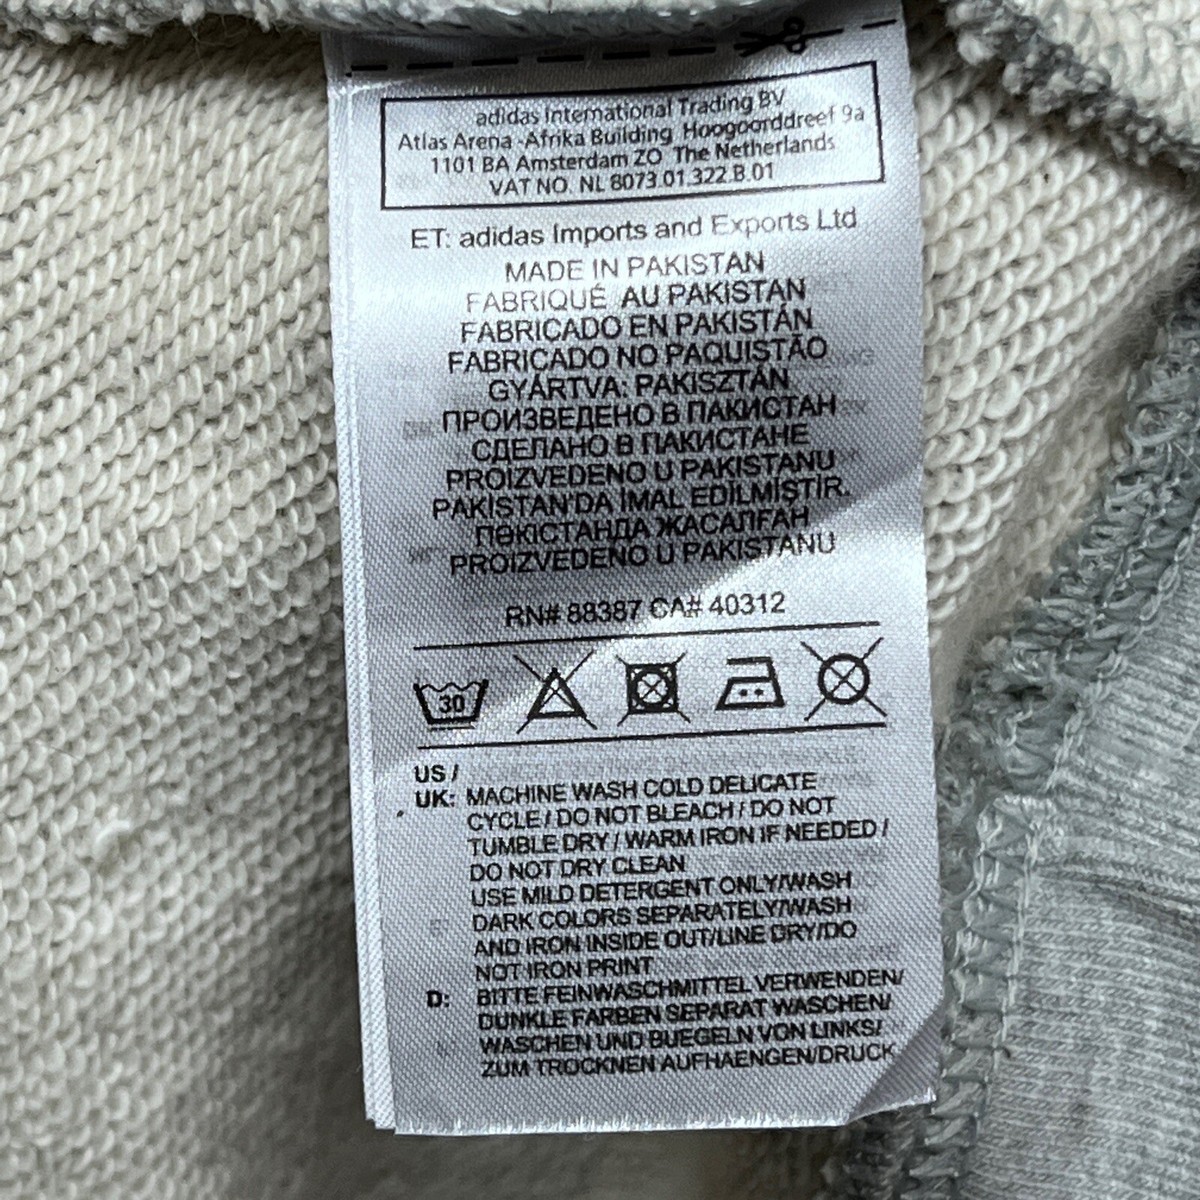 adidas International Trading BV
Atlas Arena -Afrika Building Hoogoorddreef 9a
1101 BA Amsterdam ZO The Netherlands
VAT NO. NL 8073.01.322.B.01
ET: adidas Imports and Exports Ltd
MADE IN PAKISTAN
FABRIQUÉ AU PAKISTAN
FABRICADO EN PAKISTÁN
FABRICADO NO PAQUISTÃO
GYÁRTVA: PAKISZTÁN
ПРОИЗВЕДЕНО В ПАКИСТАН
СДЕЛАНО В ПАКИСТАНЕ
PROIZVEDENO U PAKISTANU
PAKİSTAN'DA İMAL EDİLMİŞTİR.
ПӘКІСТАНДА ЖАСАЛҒАН
PROIZVEDENO U PAKISTANU
RN# 88387 CA# 40312
30
US /
UK: MACHINE WASH COLD DELICATE
CYCLE / DO NOT BLEACH / DO NOT
TUMBLE DRY / WARM IRON IF NEEDED /
DO NOT DRY CLEAN
USE MILD DETERGENT ONLY/WASH
DARK COLORS SEPARATELY/WASH
AND IRON INSIDE OUT/LINE DRY/DO
NOT IRON PRINT
D: BITTE FEINWASCHMITTEL VERWENDEN/
DUNKLE FARBEN SEPARAT WASCHEN/
WASCHEN UND BUEGELN VON LINKS/
ZUM TROCKNEN AUFHAENGEN/DRUCK